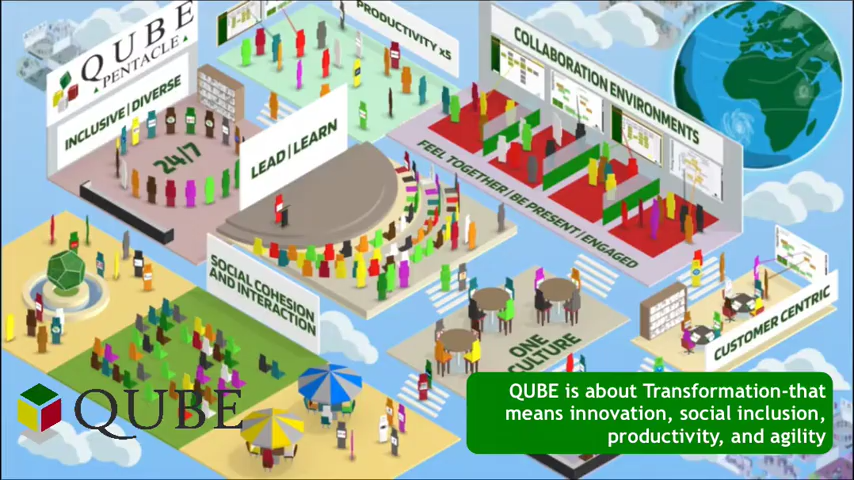 QUBE
PENTACLE
PRODUCTIVITY x5
COLLABORATION ENVIRONMENTS
INCLUSIVE | DIVERSE
24/7
LEAD | LEARN
FEEL TOGETHER | BE PRESENT | ENGAGED
SOCIAL COHESION
AND INTERACTION
ONE
CULTURE
CUSTOMER CENTRIC
QUBE
QUBE is about Transformation-that
means innovation, social inclusion,
productivity, and agility